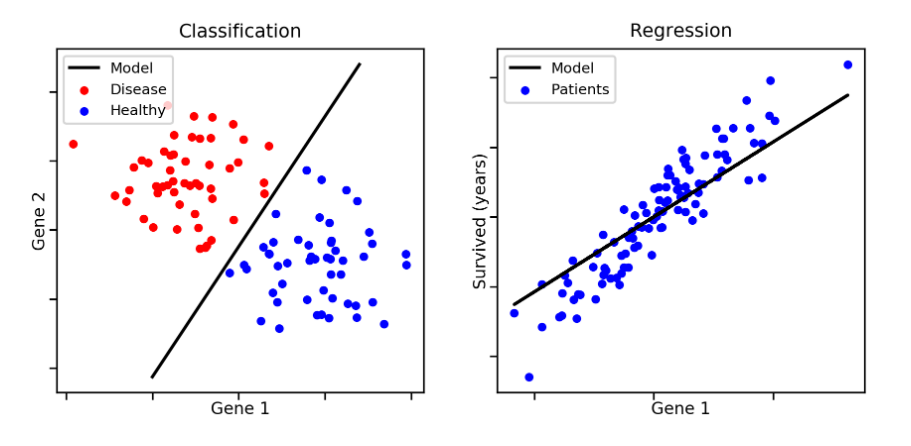 Classification
Model
Disease
Healthy
Gene 2
Gene 1
Regression
Model
Patients
Survived (years)
Gene 1